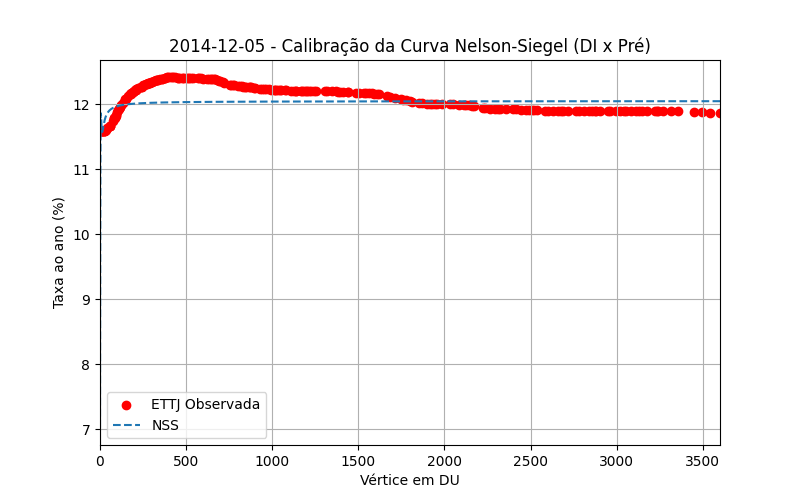 2014-12-05 - Calibração da Curva Nelson-Siegel (DI x Pré)
Taxa ao ano (%)
12
11
10
9
8
7
ETTJ Observada
NSS
0 500 1000 1500 2000 2500 3000 3500
Vértice em DU